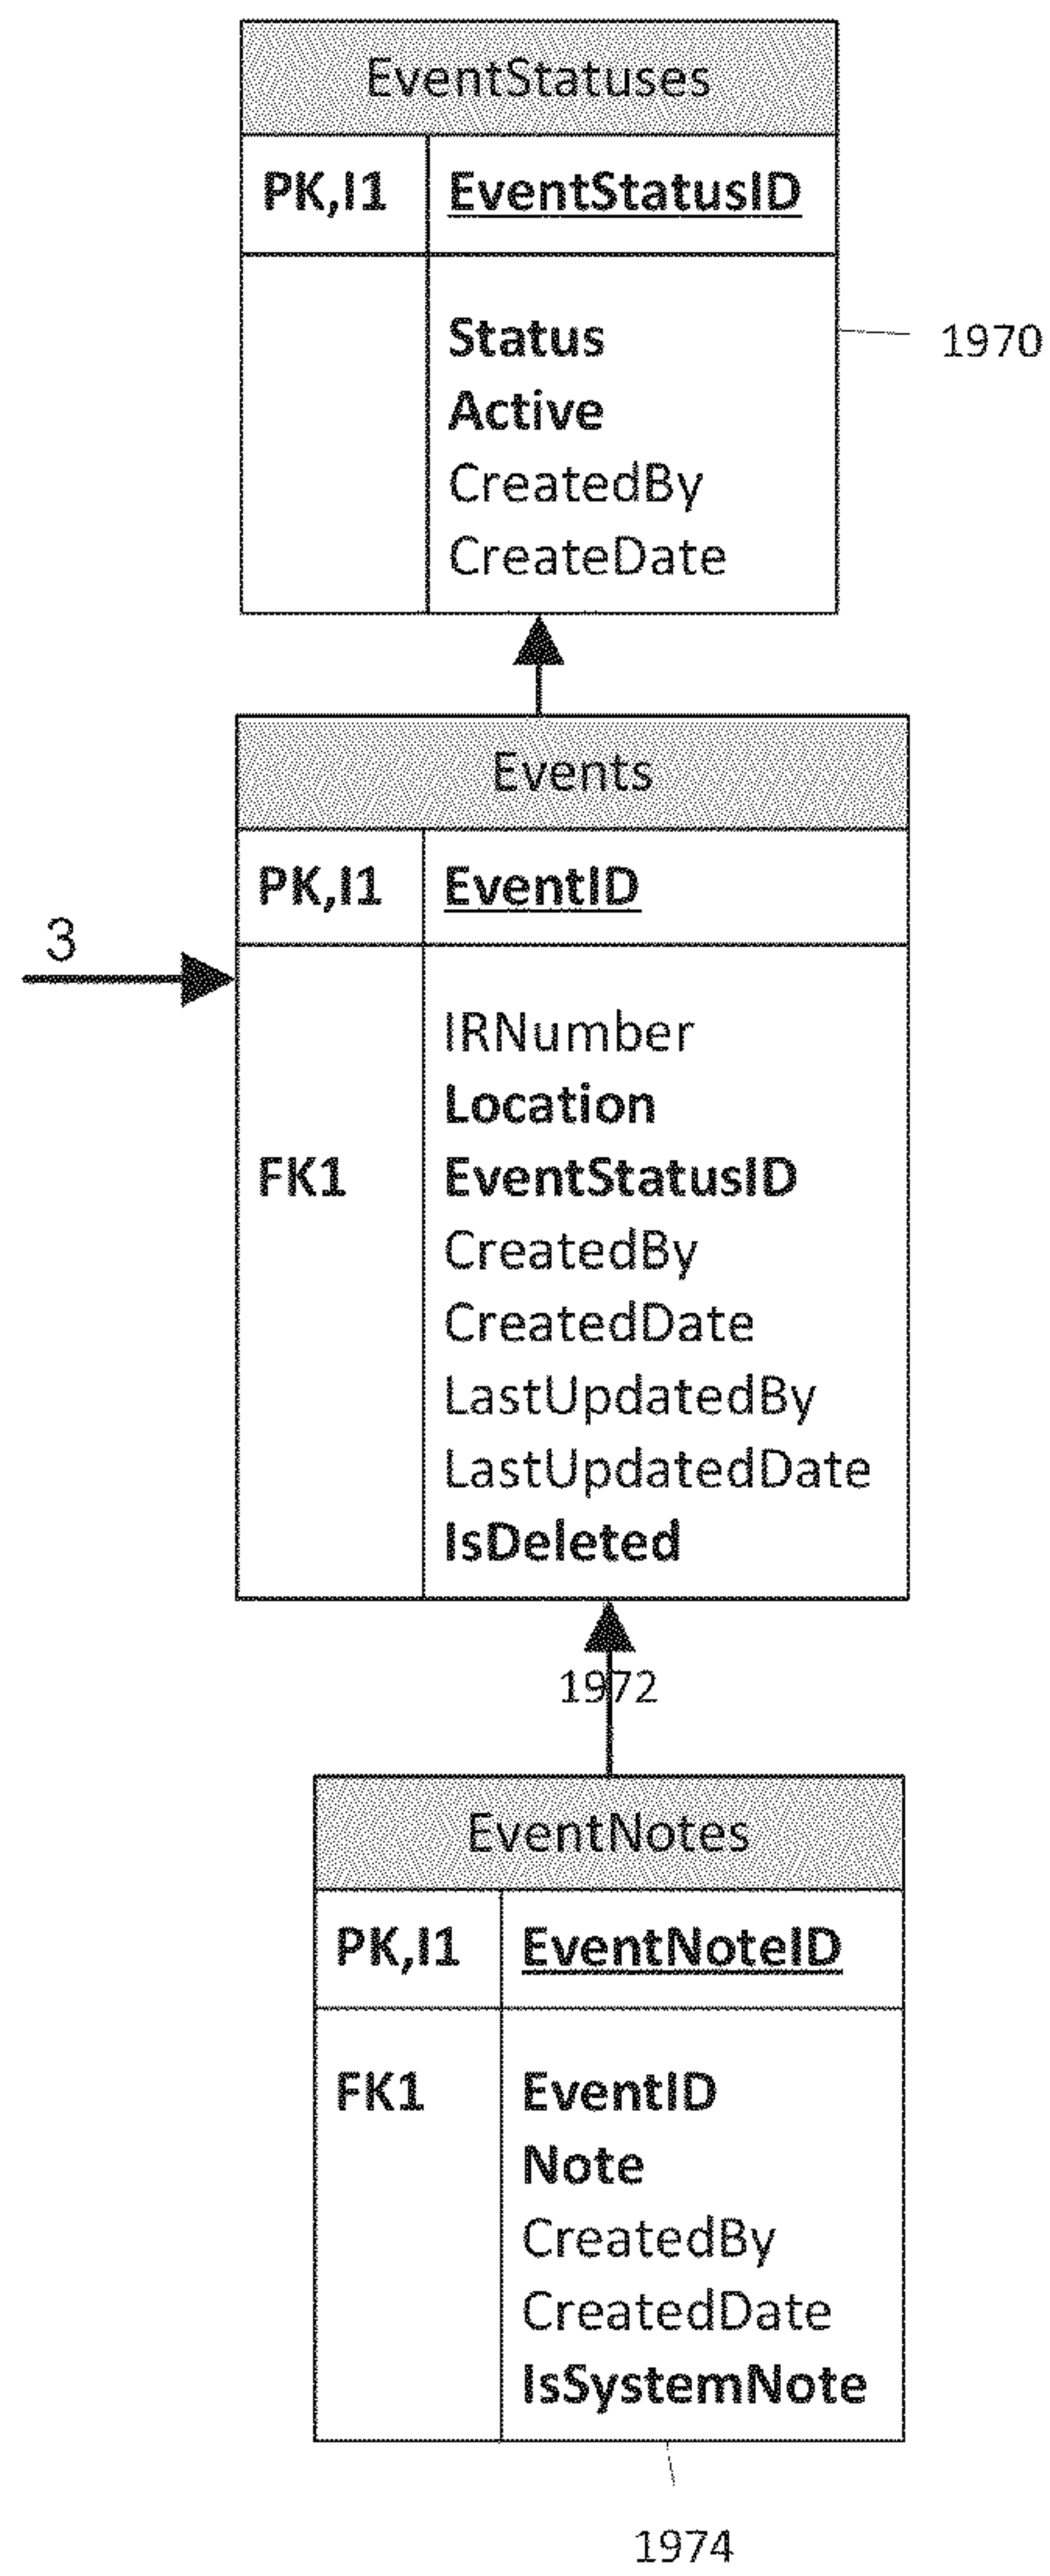 EventStatuses
PK,I1 EventStatusID
Status
1970
Active
CreatedBy
CreateDate
Events
PK,I1 EventID
3
IRNumber
Location
FK1 EventStatusID
CreatedBy
CreatedDate
LastUpdatedBy
LastUpdatedDate
IsDeleted
1972
EventNotes
PK,I1 EventNoteID
FK1 EventID
Note
CreatedBy
CreatedDate
IsSystemNote
1974